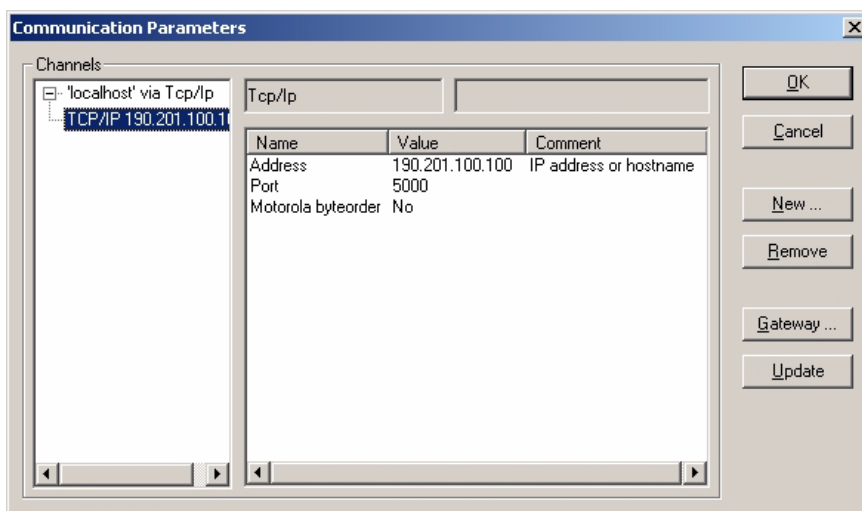 Communication Parameters
Channels
'localhost' via Tcp/Ip
TCP/IP 190.201.100.10
Tcp/Ip
Name Value Comment
Address 190.201.100.100 IP address or hostname
Port 5000
Motorola byteorder No
OK
Cancel
New ...
Remove
Gateway ...
Update